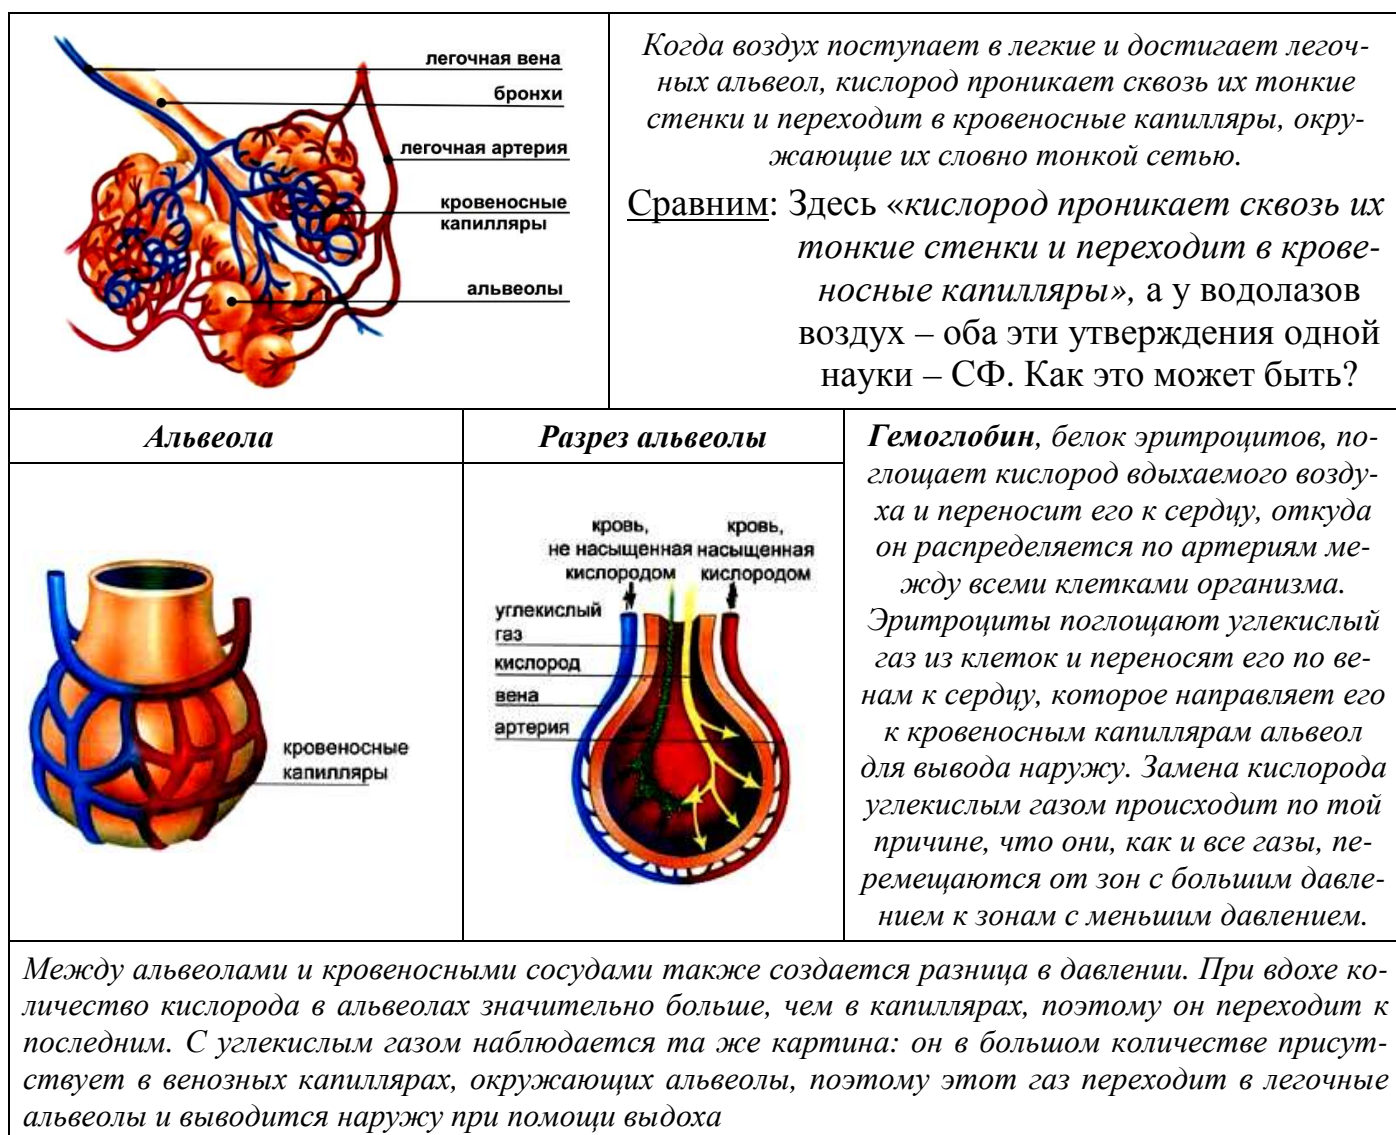 легочная вена
бронхи
легочная артерия
кровеносные
капилляры
альвеолы
Когда воздух поступает в легкие и достигает легоч-
ных альвеол, кислород проникает сквозь их тонкие
стенки и переходит в кровеносные капилляры, окру-
жающие их словно тонкой сетью.
Сравним: Здесь «кислород проникает сквозь их
тонкие стенки и переходит в крове-
носные капилляры», а у водолазов
воздух – оба эти утверждения одной
науки – СФ. Как это может быть?
Альвеола
кровеносные
капилляры
Разрез альвеолы
кровь,
не насыщенная
кислородом
кровь,
насыщенная
кислородом
углекислый
газ
кислород
вена
артерия
Гемоглобин, белок эритроцитов, по-
глощает кислород вдыхаемого возду-
ха и переносит его к сердцу, откуда
он распределяется по артериям ме-
жду всеми клетками организма.
Эритроциты поглощают углекислый
газ из клеток и переносят его по ве-
нам к сердцу, которое направляет его
к кровеносным капиллярам альвеол
для вывода наружу. Замена кислорода
углекислым газом происходит по той
причине, что они, как и все газы, пе-
ремещаются от зон с большим давле-
нием к зонам с меньшим давлением.
Между альвеолами и кровеносными сосудами также создается разница в давлении. При вдохе ко-
личество кислорода в альвеолах значительно больше, чем в капиллярах, поэтому он переходит к
последним. С углекислым газом наблюдается та же картина: он в большом количестве присут-
ствует в венозных капиллярах, окружающих альвеолы, поэтому этот газ переходит в легочные
альвеолы и выводится наружу при помощи выдоха